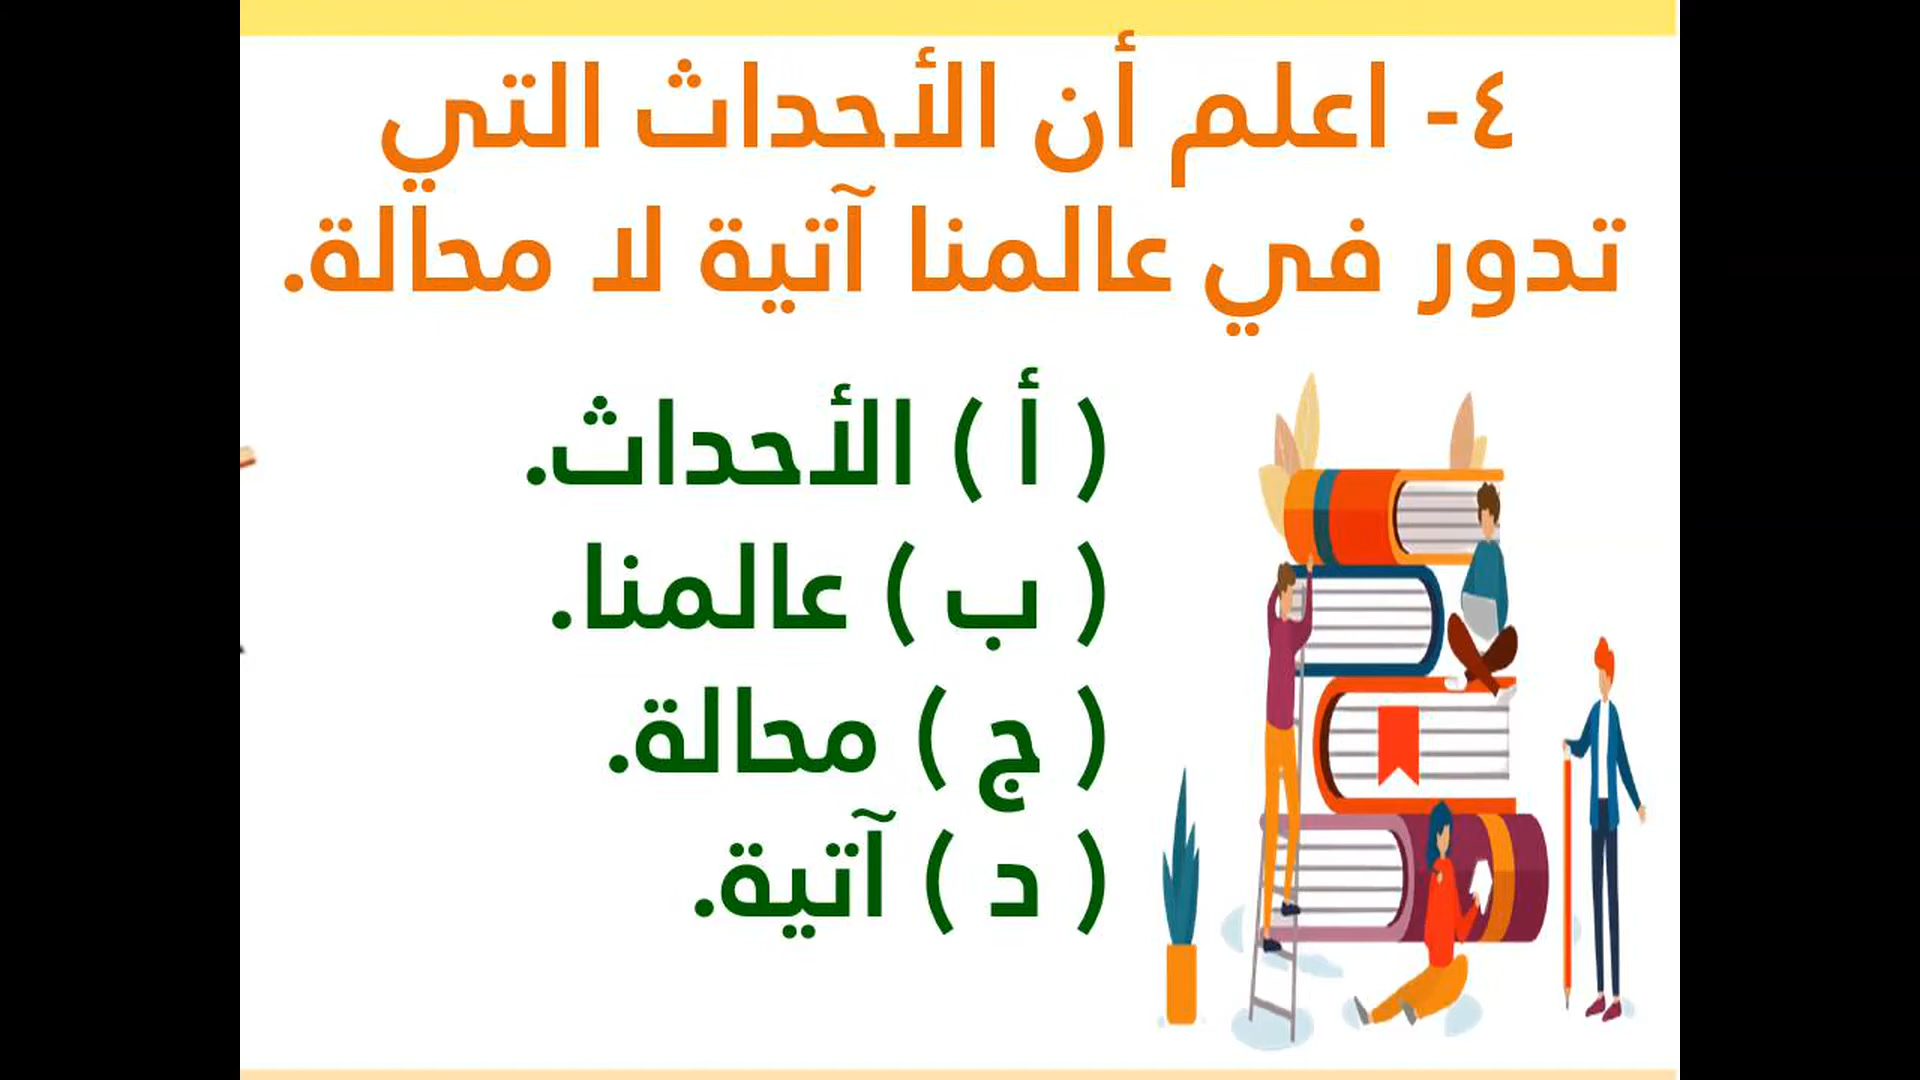 ٤- اعلم أن الأحداث التي
تدور في عالمنا آتية لا محالة.
( أ ) الأحداث.
( ب ) عالمنا.
( ج ) محالة.
( د ) آتية.